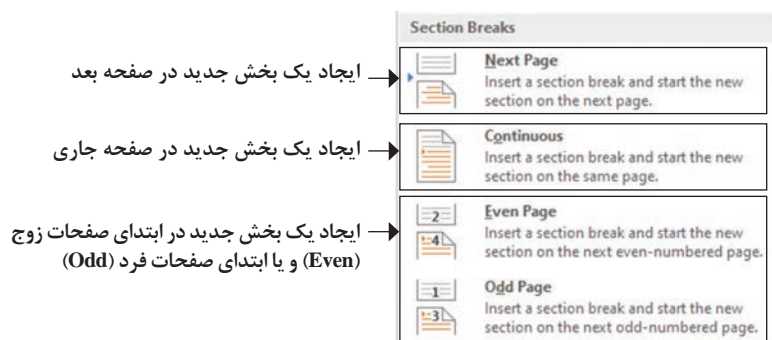 Section Breaks
ایجاد یک بخش جدید در صفحه بعد
Next Page
Insert a section break and start the new
section on the next page.
ایجاد یک بخش جدید در صفحه جاری
Continuous
Insert a section break and start the new
section on the same page.
ایجاد یک بخش جدید در ابتدای صفحات زوج
(Even) و یا ابتدای صفحات فرد (Odd)
2
4
Even Page
Insert a section break and start the new
section on the next even-numbered page.
1
3
Odd Page
Insert a section break and start the new
section on the next odd-numbered page.